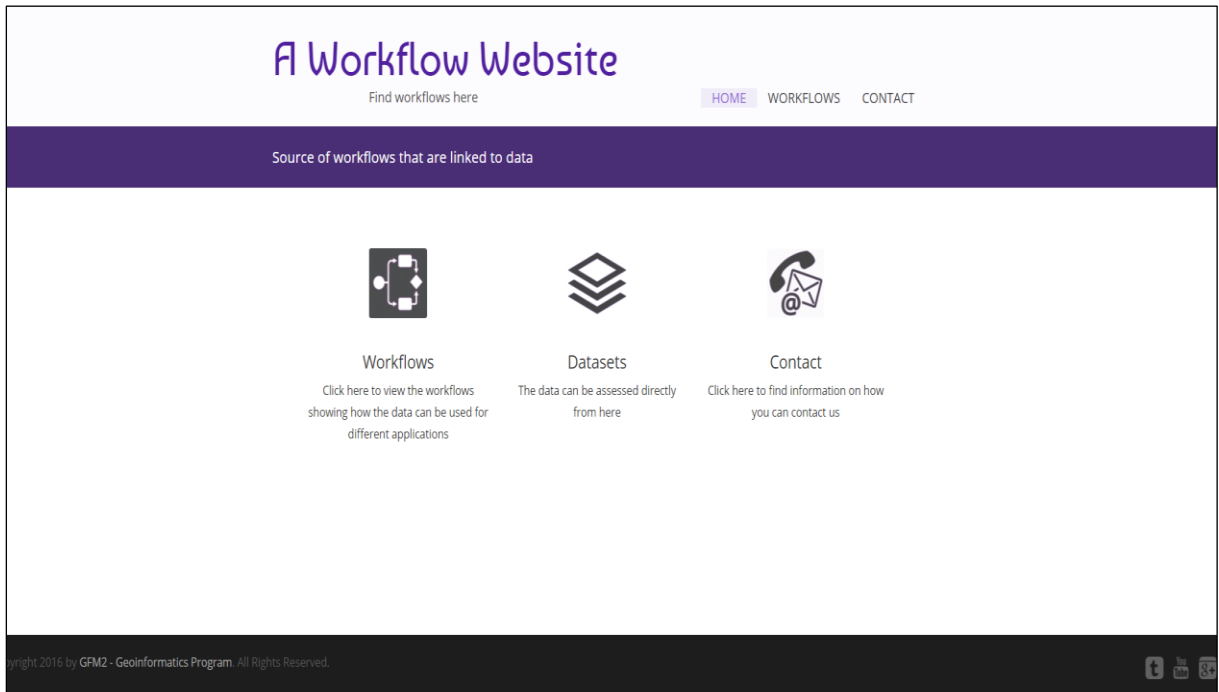 A Workflow Website
Find workflows here
HOME WORKFLOWS CONTACT
Source of workflows that are linked to data
Workflows
Click here to view the workflows
showing how the data can be used for
different applications
Datasets
The data can be assessed directly
from here
Contact
Click here to find information on how
you can contact us
pyright 2016 by GFM2 - Geoinformatics Program. All Rights Reserved.
t You Tube g+